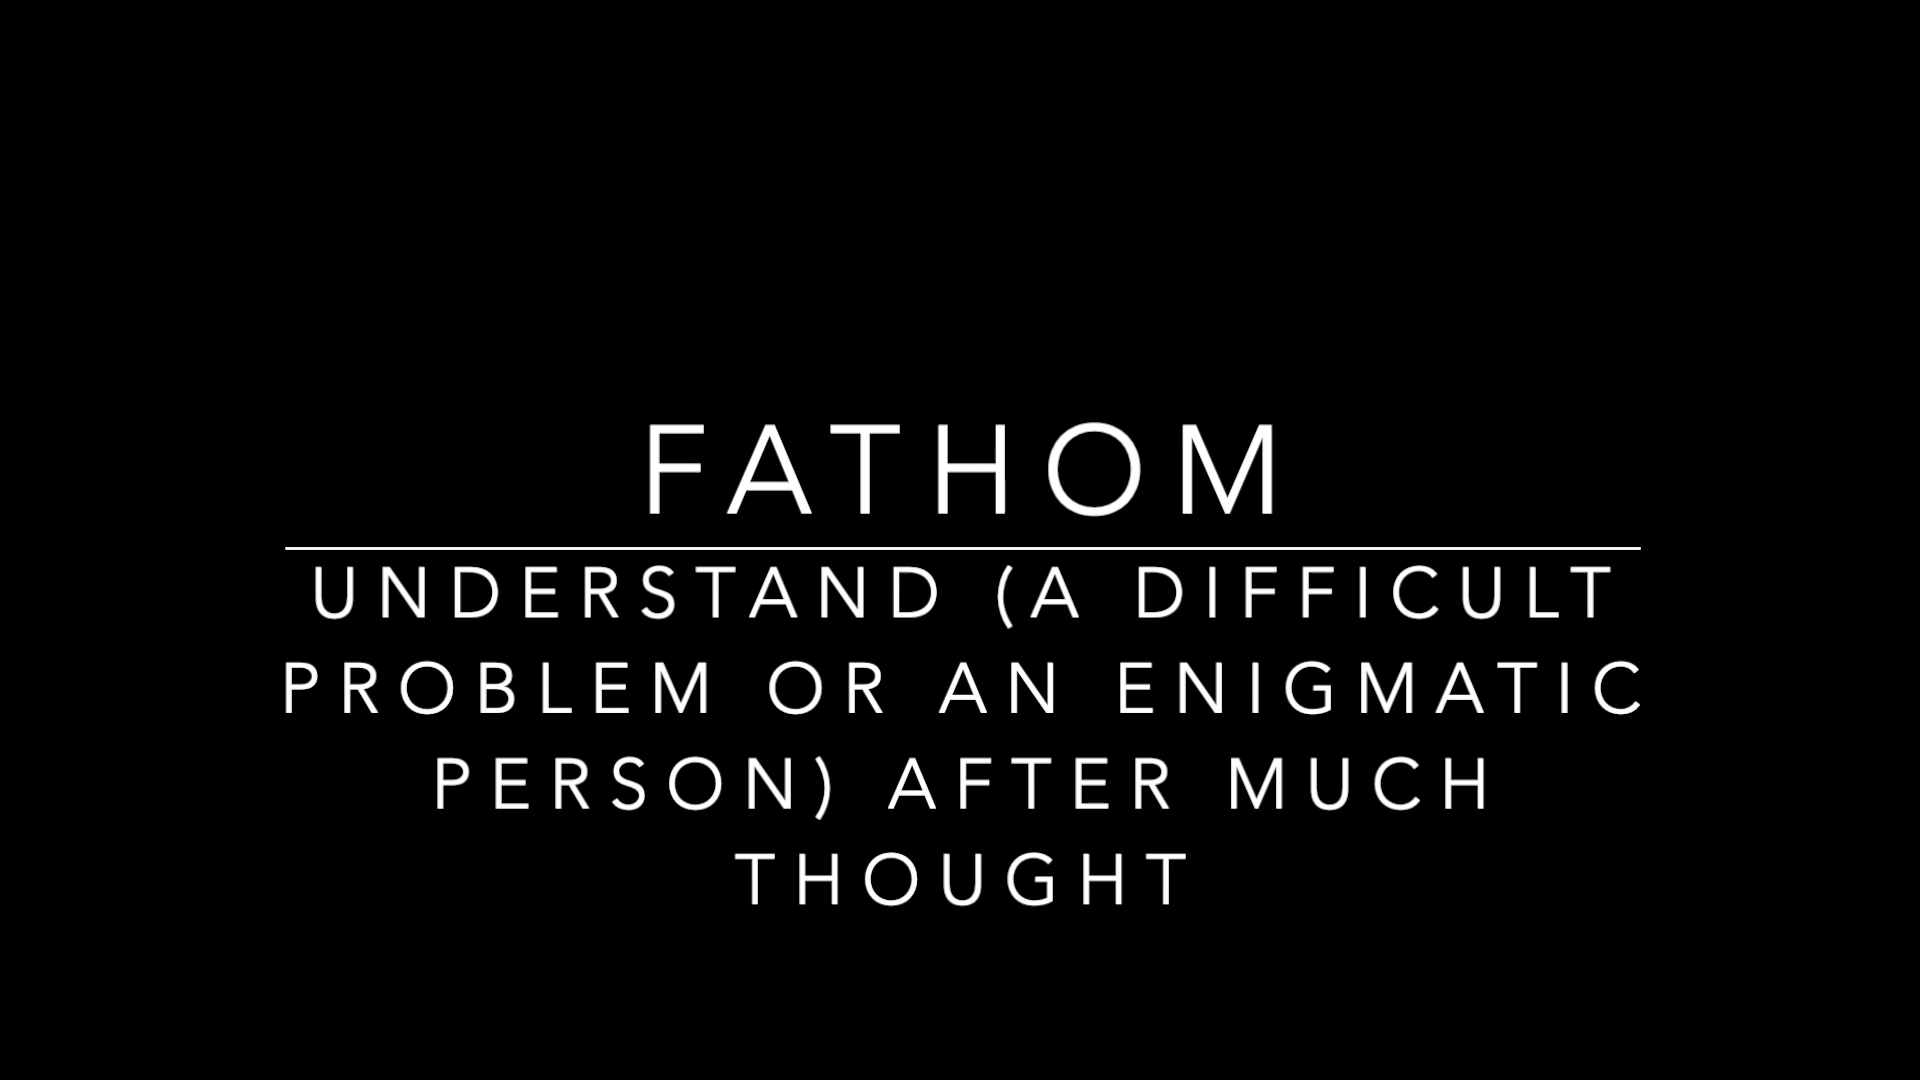 FATHOM
UNDERSTAND (A DIFFICULT
PROBLEM OR AN ENIGMATIC
PERSON) AFTER MUCH
THOUGHT